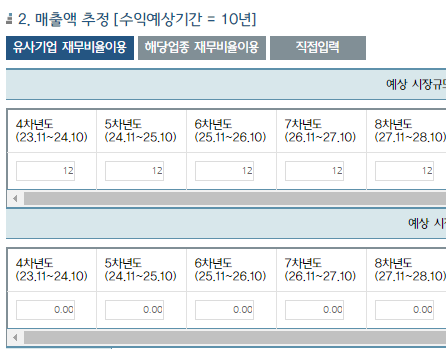 2. 매출액 추정 [수익예상기간 = 10년]
유사기업 재무비율이용 해당업종 재무비율이용 직접입력
예상 시장규모
4차년도 5차년도 6차년도 7차년도 8차년도
(23.11~24.10) (24.11~25.10) (25.11~26.10) (26.11~27.10) (27.11~28.10)
12 12 12 12 12
예상 시장
4차년도 5차년도 6차년도 7차년도 8차년도
(23.11~24.10) (24.11~25.10) (25.11~26.10) (26.11~27.10) (27.11~28.10)
0.00 0.00 0.00 0.00 0.00